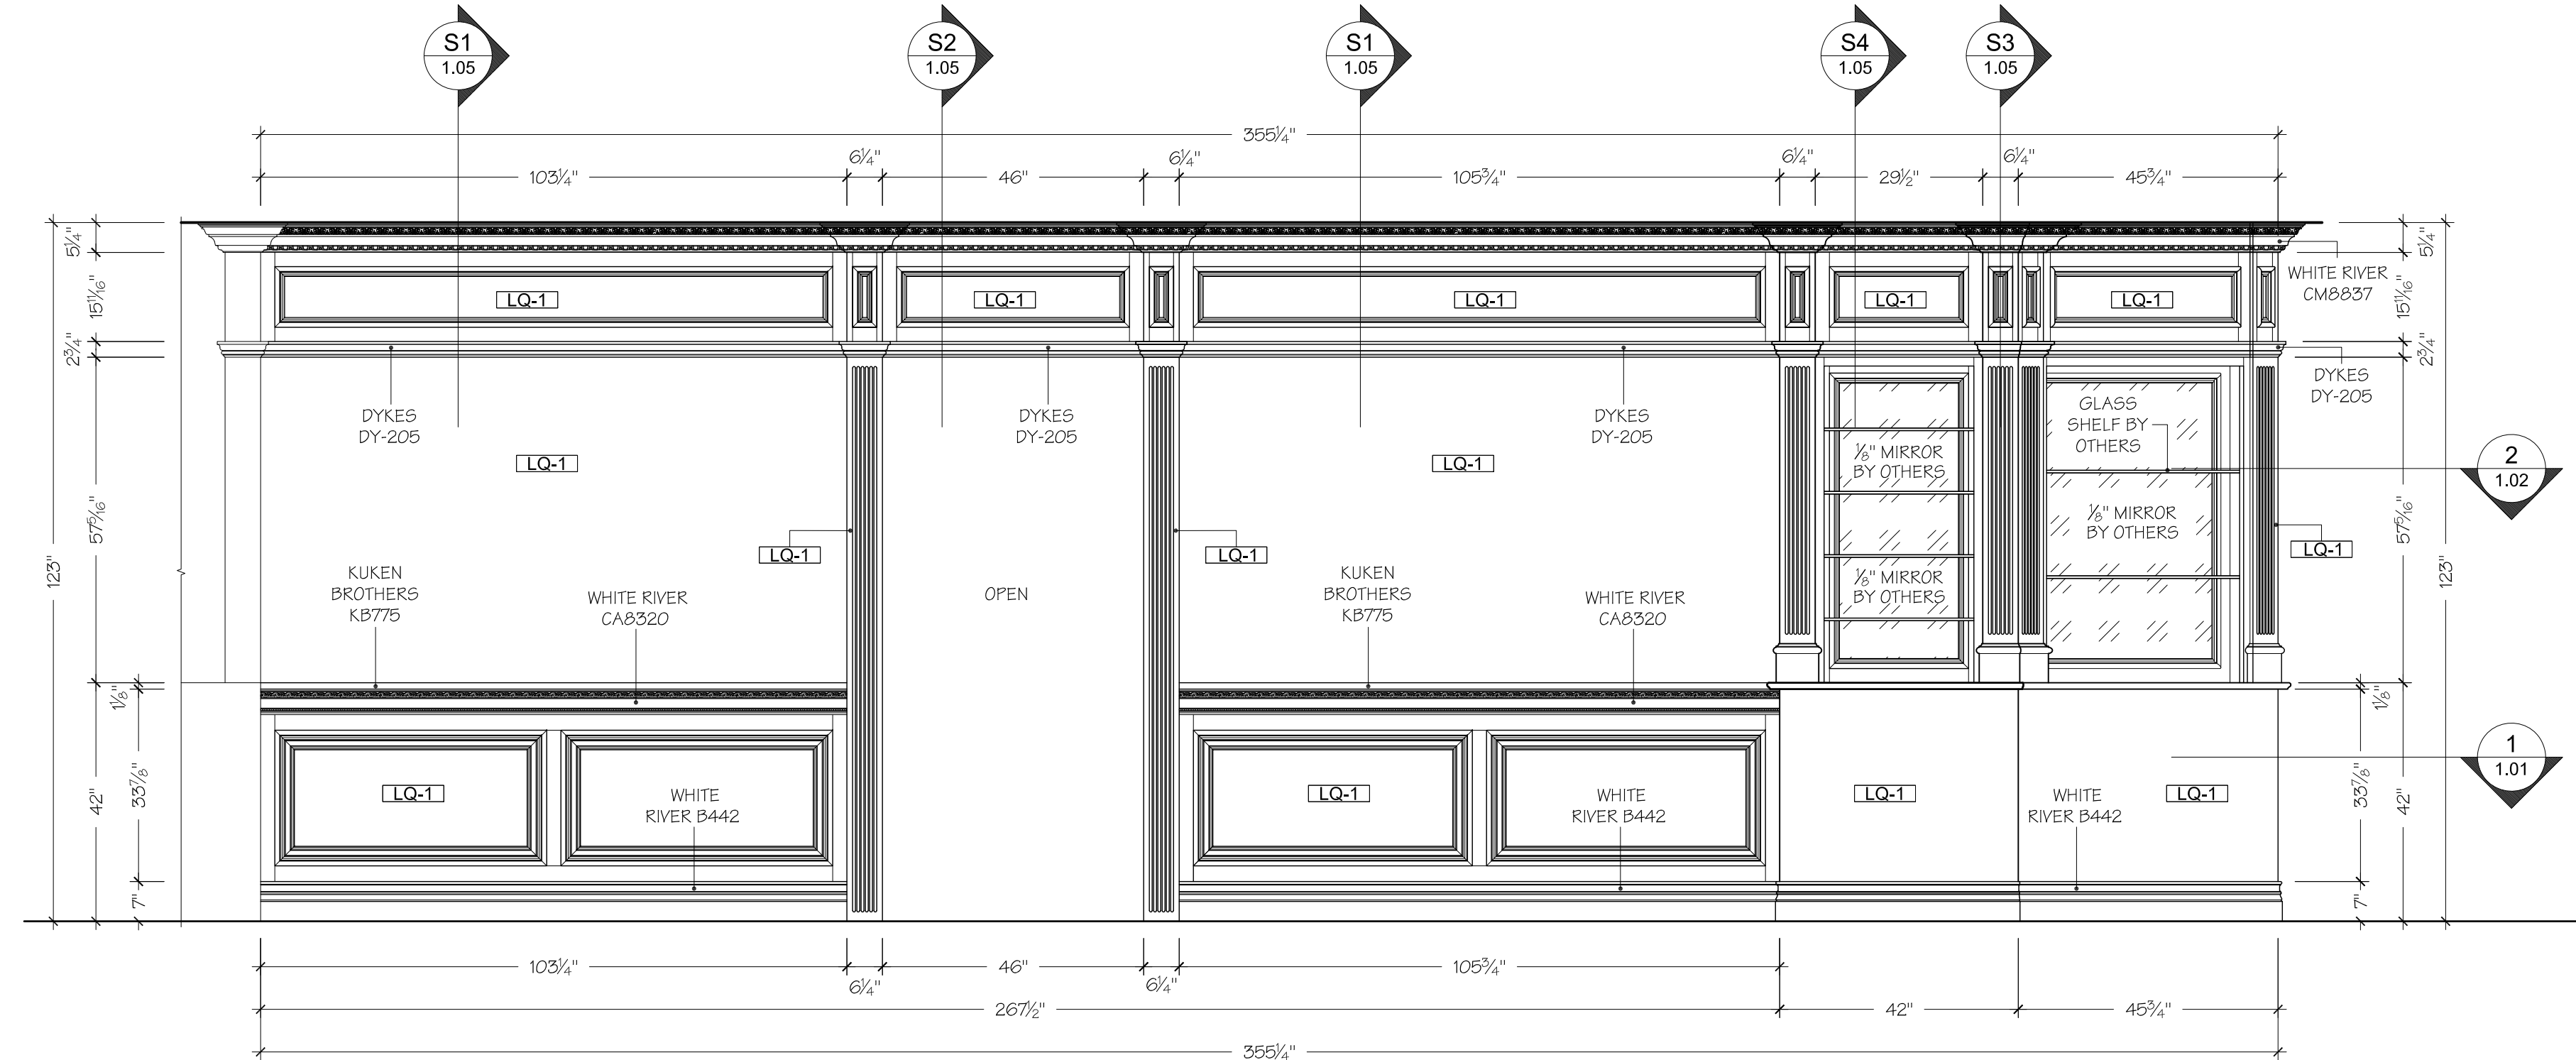 S1
1.05
S2
1.05
S1
1.05
S4
1.05
S3
1.05
355¼"
103¼"
6¼"
46"
6¼"
105¾"
6¼"
29½"
6¼"
45¾"
5¼"
15¹¹⁄₁₆"
2¾"
57⁵⁄₁₆"
123"
42"
1⅛"
33⅞"
7"
LQ-1
LQ-1
LQ-1
LQ-1
LQ-1
WHITE RIVER
CM8837
5¼"
15¹¹⁄₁₆"
2¾"
DYKES
DY-205
DYKES
DY-205
DYKES
DY-205
DYKES
DY-205
GLASS
SHELF BY
OTHERS
⅛" MIRROR
BY OTHERS
⅛" MIRROR
BY OTHERS
⅛" MIRROR
BY OTHERS
LQ-1
LQ-1
LQ-1
LQ-1
LQ-1
2
1.02
57⁵⁄₁₆"
123"
KUKEN
BROTHERS
KB775
WHITE RIVER
CA8320
OPEN
KUKEN
BROTHERS
KB775
WHITE RIVER
CA8320
1⅛"
33⅞"
42"
7"
1
1.01
LQ-1
WHITE
RIVER B442
LQ-1
WHITE
RIVER B442
LQ-1
WHITE
RIVER B442
LQ-1
103¼"
6¼"
46"
6¼"
105¾"
267½"
42"
45¾"
355¼"